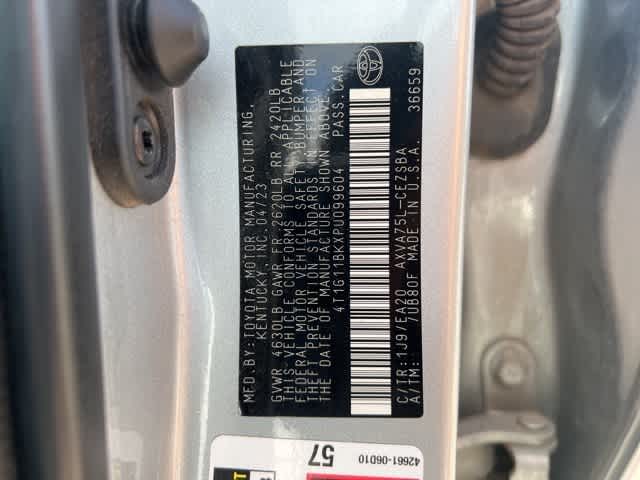 MFD.BY:TOYOTA MOTOR MANUFACTURING,
KENTUCKY, INC.04/23
GVWR 4630LB GAWR FR 2620LB RR 2420LB
THIS VEHICLE CONFORMS TO ALL APPLICABLE
FEDERAL MOTOR VEHICLE SAFETY, BUMPER AND
THEFT PREVENTION STANDARDS IN EFFECT ON
THE DATE OF MANUFACTURE SHOWN ABOVE.
4T1G11BKXPU099604 PASS.CAR
C/TR:1J9/EA20 AXVA75L-CEZSBA
A/TM: 7UB80F MADE IN U.S.A. 36659
57
42661-06D10